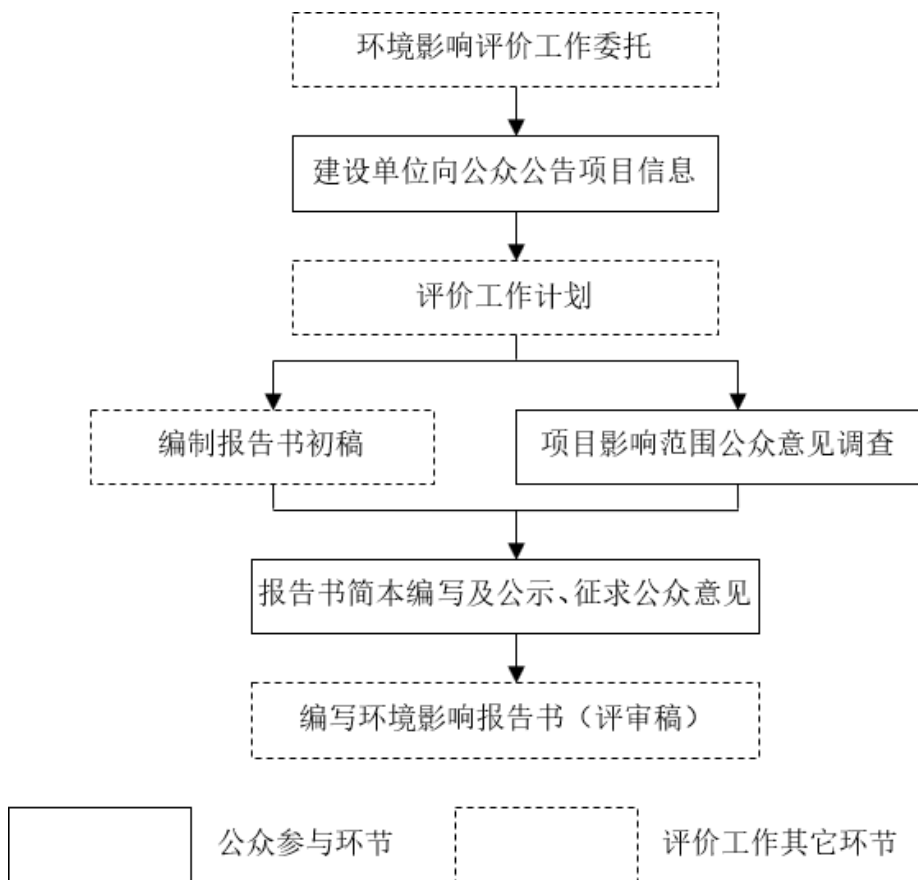 环境影响评价工作委托
建设单位向公众公告项目信息
评价工作计划
编制报告书初稿
项目影响范围公众意见调查
报告书简本编写及公示、征求公众意见
编写环境影响报告书（评审稿）
公众参与环节
评价工作其它环节